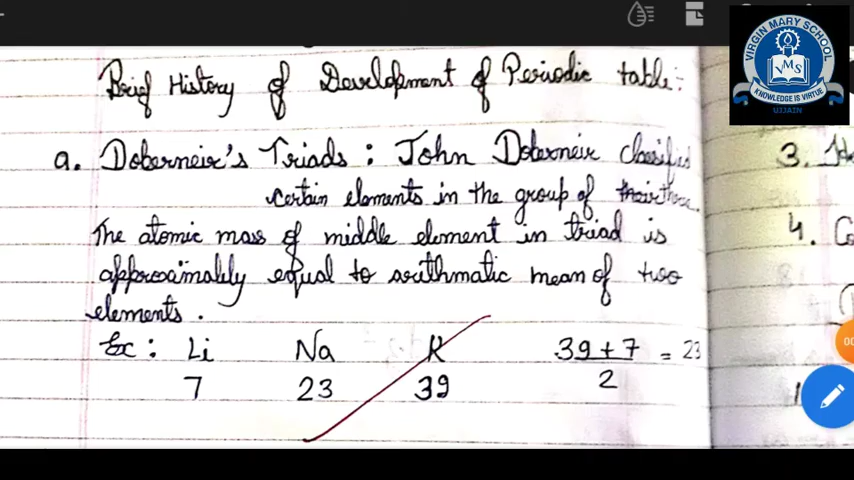 VIRGIN MARY SCHOOL
VMS
KNOWLEDGE IS VIRTUE
UJJAIN
Brief History of Development of Periodic table:-
a. Doberneir's Triads : John Doberneir classified
certain elements in the group of their three.
The atomic mass of middle element in triad is
approximalely equal to arithmatic mean of two
elements.
Ex : Li Na K 39+7 = 23
7 23 39 2
3.
4.